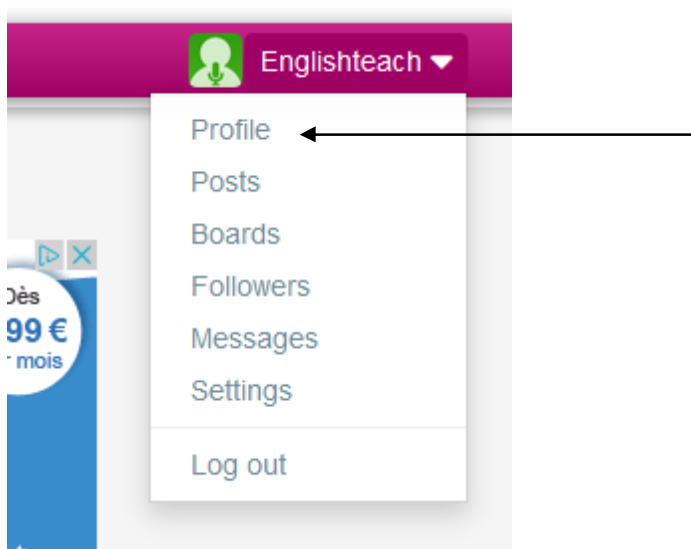 Englishteach
Profile
Posts
Boards
Followers
Messages
Settings
Log out
Dès
99 €
mois